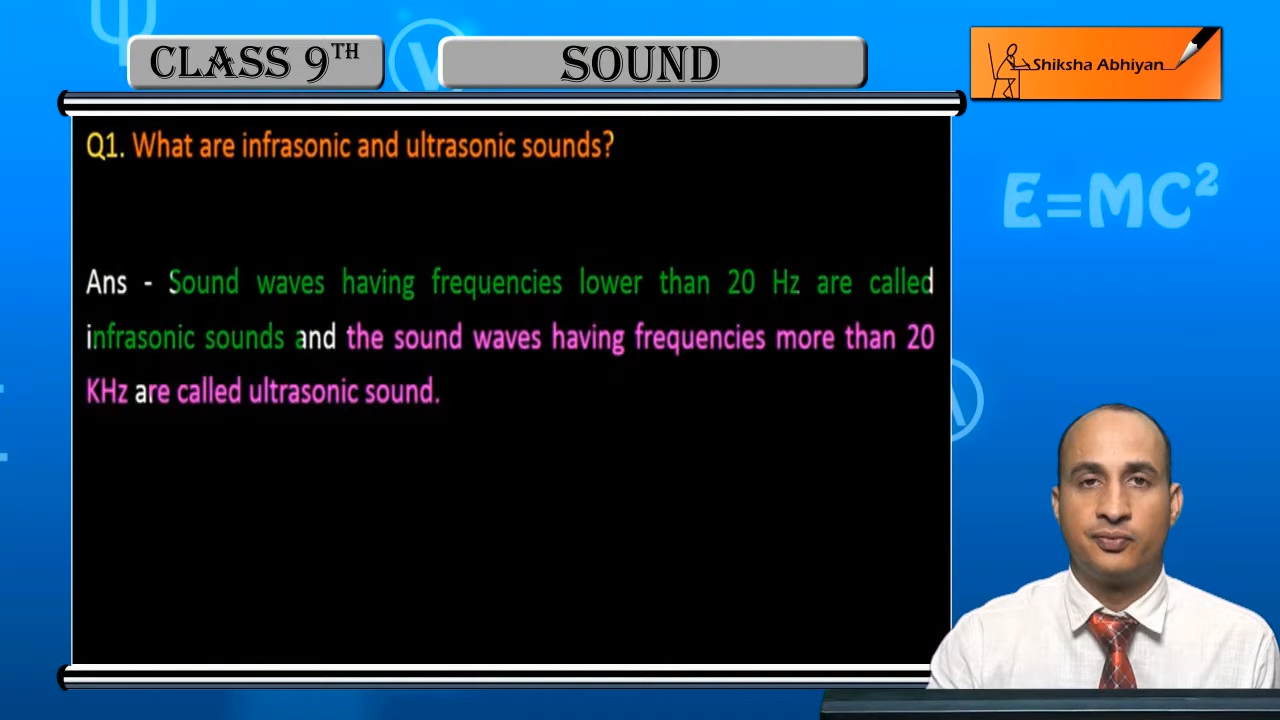 CLASS 9TH
SOUND
Shiksha Abhiyan
Q1. What are infrasonic and ultrasonic sounds?
E=MC²
Ans - Sound waves having frequencies lower than 20 Hz are called
infrasonic sounds and the sound waves having frequencies more than 20
KHz are called ultrasonic sound.